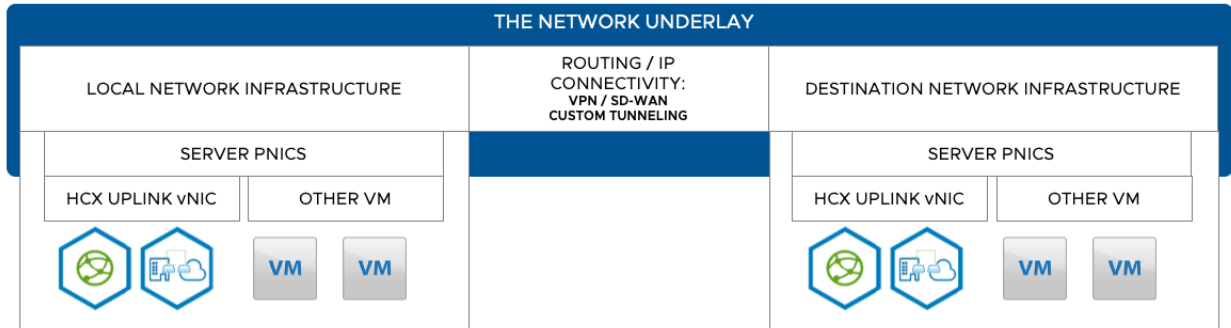 THE NETWORK UNDERLAY
LOCAL NETWORK INFRASTRUCTURE
ROUTING / IP
CONNECTIVITY:
VPN / SD-WAN
CUSTOM TUNNELING
DESTINATION NETWORK INFRASTRUCTURE
SERVER PNICS
SERVER PNICS
HCX UPLINK vNIC
OTHER VM
HCX UPLINK vNIC
OTHER VM
VM
VM
VM
VM